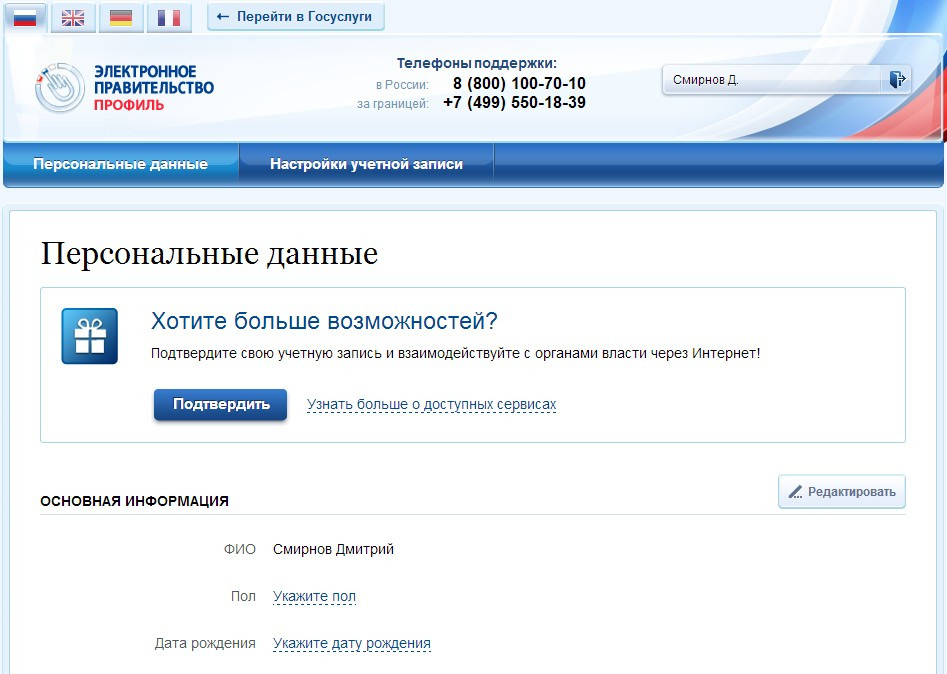 ← Перейти в Госуслуги
ЭЛЕКТРОННОЕ
ПРАВИТЕЛЬСТВО
ПРОФИЛЬ
Телефоны поддержки:
в России: 8 (800) 100-70-10
за границей: +7 (499) 550-18-39
Смирнов Д.
Персональные данные Настройки учетной записи
Персональные данные
Хотите больше возможностей?
Подтвердите свою учетную запись и взаимодействуйте с органами власти через Интернет!
Подтвердить Узнать больше о доступных сервисах
ОСНОВНАЯ ИНФОРМАЦИЯ Редактировать
ФИО Смирнов Дмитрий
Пол Укажите пол
Дата рождения Укажите дату рождения